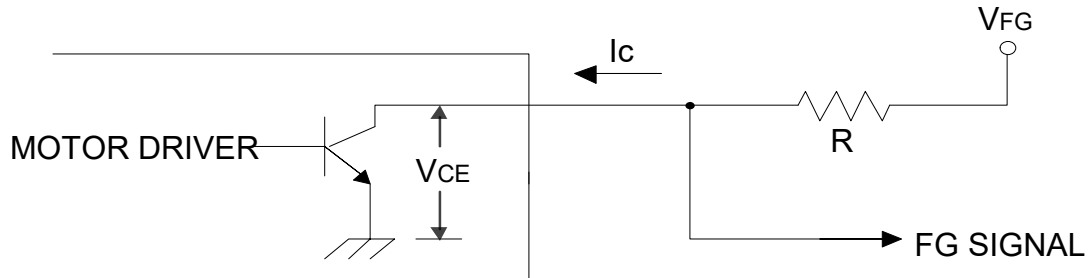 VFG
Ic
MOTOR DRIVER
VCE
R
FG SIGNAL